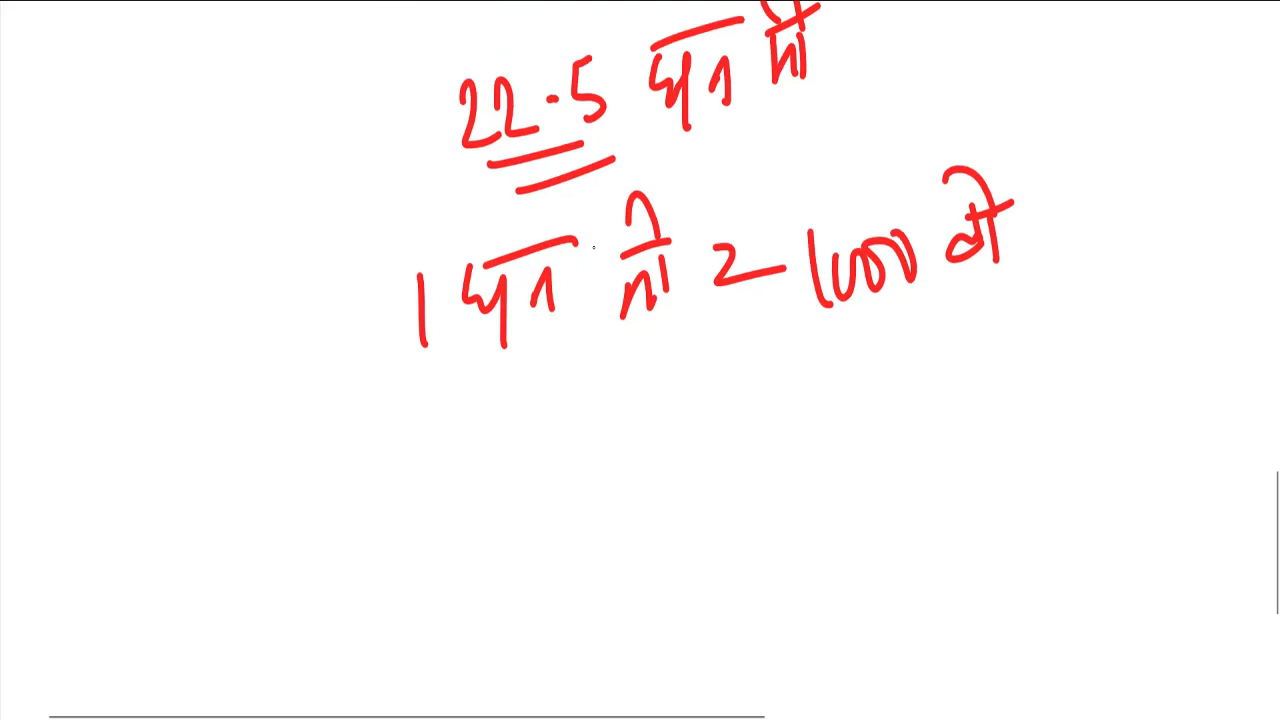 22.5 घन मी
1 घन मी = 1000 ली